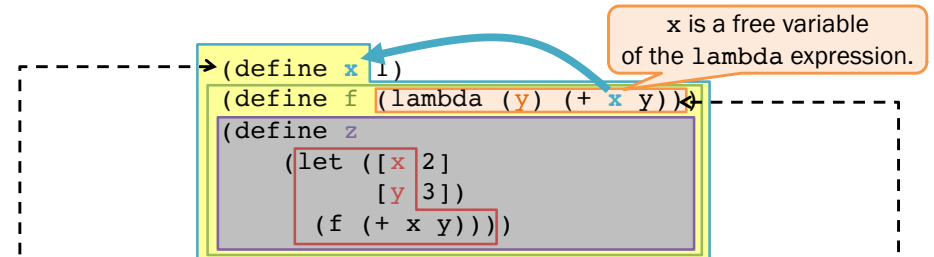 x is a free variable
of the lambda expression.
(define x 1)
(define f (lambda (y) (+ x y)))
(define z
(let ([x 2]
[y 3])
(f (+ x y))))